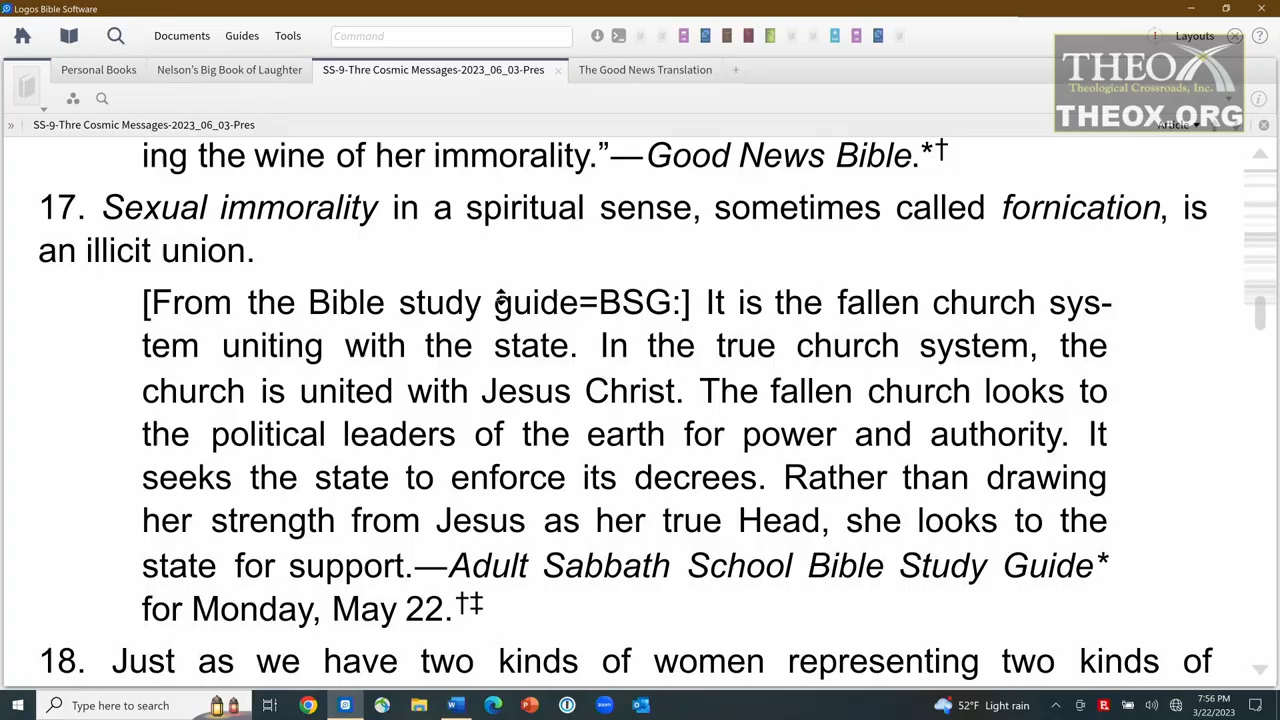 Logos Bible Software
Documents Guides Tools Command Layouts
Personal Books Nelson's Big Book of Laughter SS-9-Thre Cosmic Messages-2023_06_03-Pres The Good News Translation
THEOX
Theological Crossroads, Inc.
THEOX.ORG
SS-9-Thre Cosmic Messages-2023_06_03-Pres Article
ing the wine of her immorality.”—Good News Bible.*†
17. Sexual immorality in a spiritual sense, sometimes called fornication, is
an illicit union.
[From the Bible study guide=BSG:] It is the fallen church sys-
tem uniting with the state. In the true church system, the
church is united with Jesus Christ. The fallen church looks to
the political leaders of the earth for power and authority. It
seeks the state to enforce its decrees. Rather than drawing
her strength from Jesus as her true Head, she looks to the
state for support.—Adult Sabbath School Bible Study Guide*
for Monday, May 22.†‡
18. Just as we have two kinds of women representing two kinds of
Type here to search
52°F Light rain
7:56 PM
3/22/2023